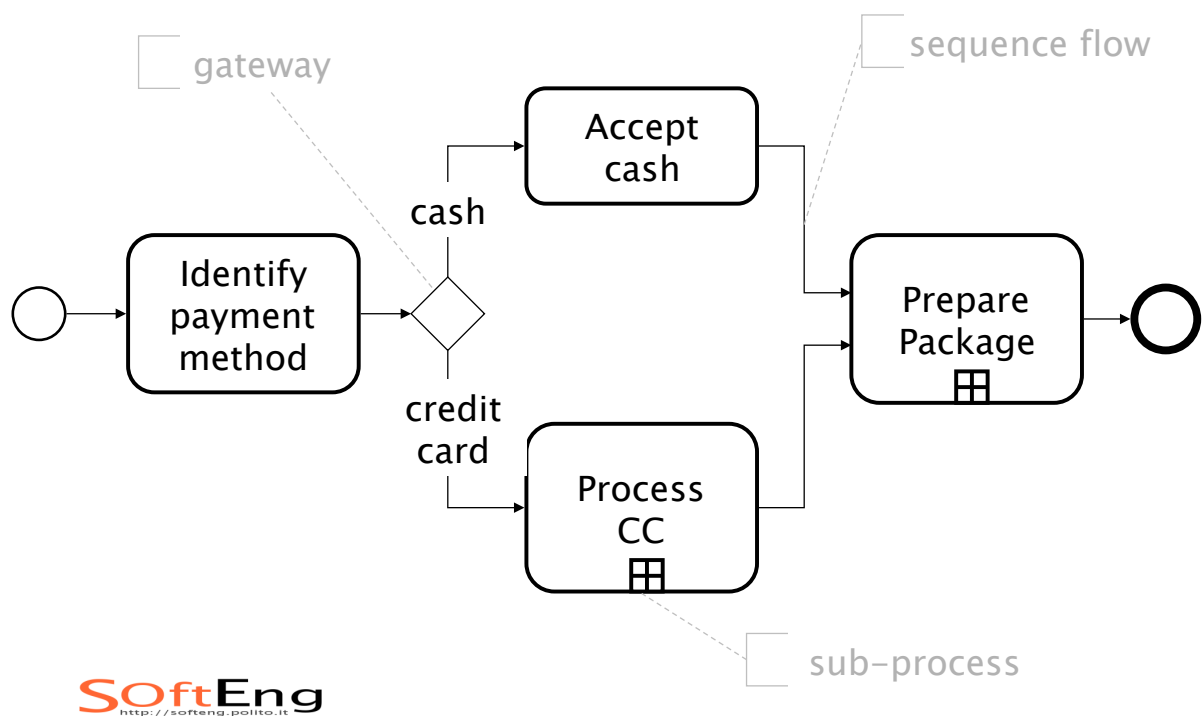 gateway
sequence flow
Accept
cash
cash
Identify
payment
method
Prepare
Package
credit
card
Process
CC
sub-process
SoftEng
http://softeng.polito.it